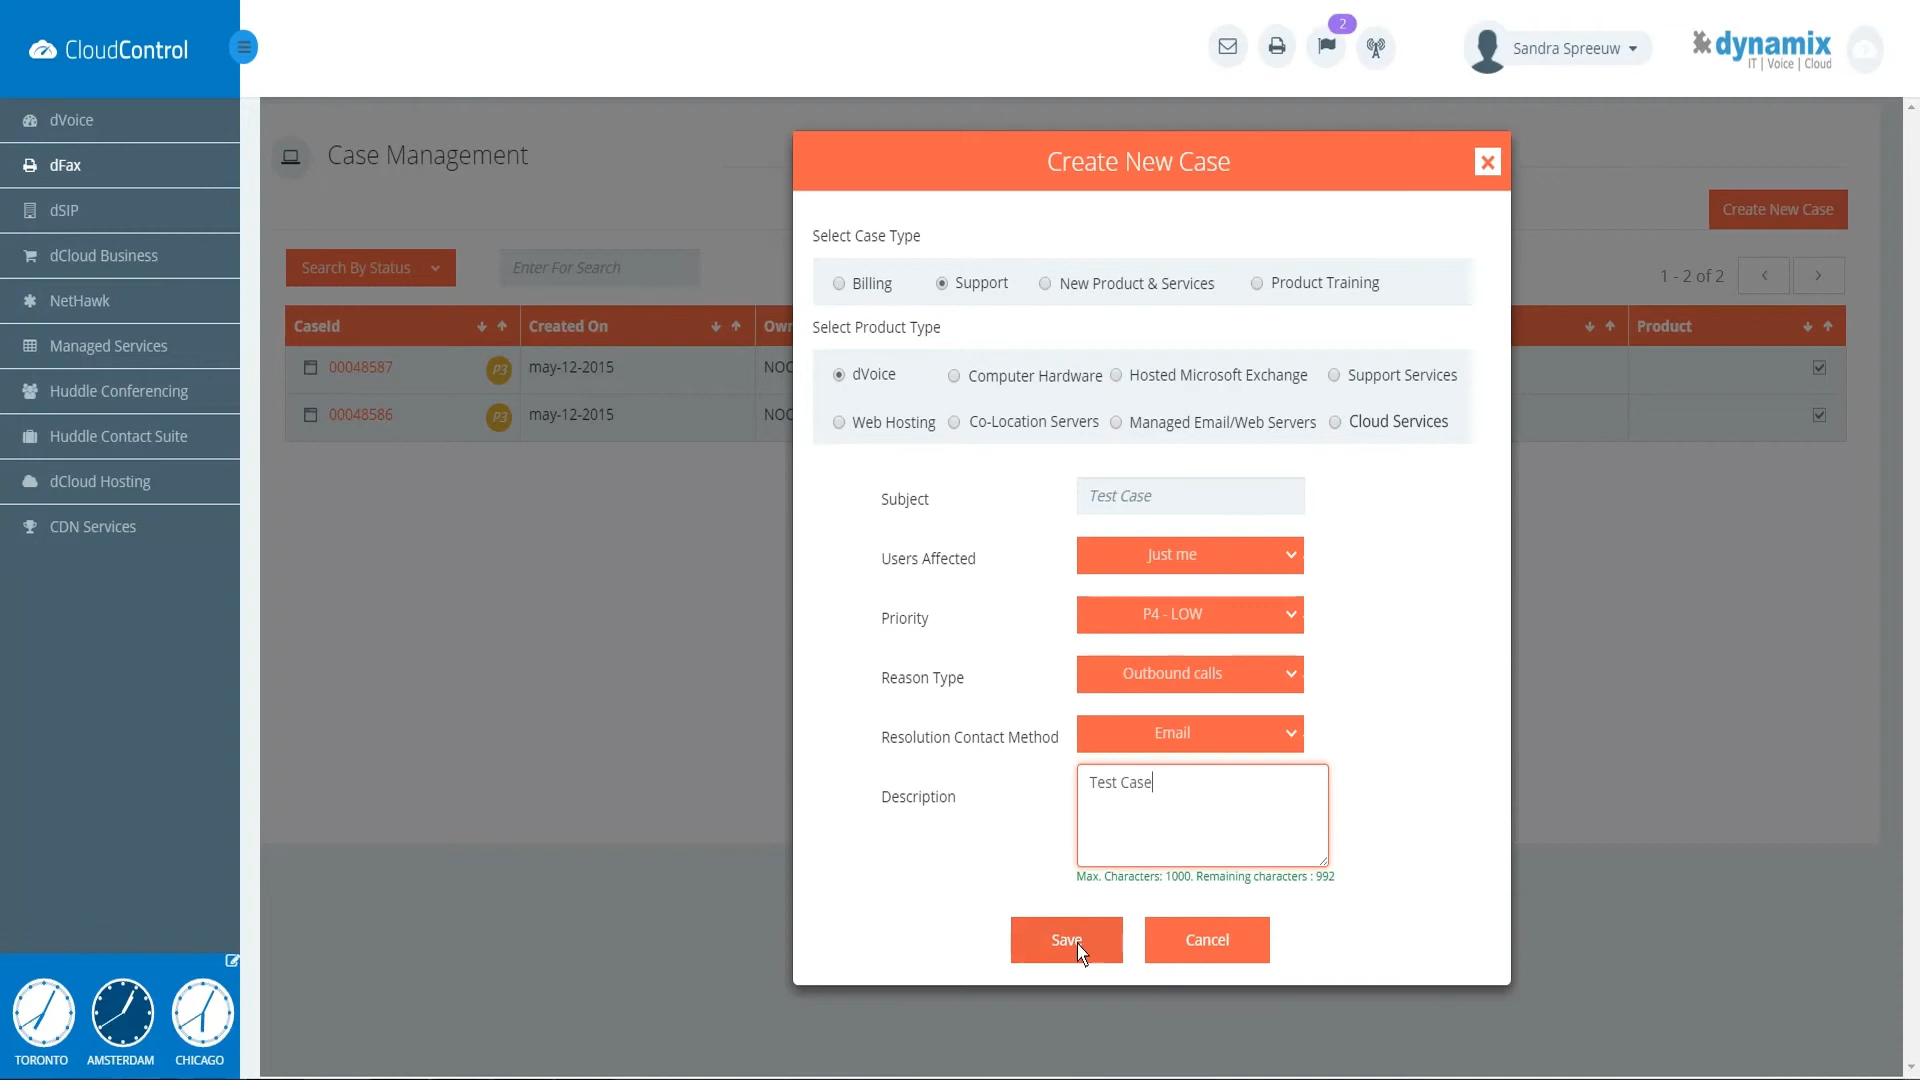 CloudControl
2
Sandra Spreeuw
dynamix
IT | Voice | Cloud
dVoice
dFax
dSIP
dCloud Business
NetHawk
Managed Services
Huddle Conferencing
Huddle Contact Suite
dCloud Hosting
CDN Services
TORONTO
AMSTERDAM
CHICAGO
Case Management
Create New Case
Search By Status
Enter For Search
1 - 2 of 2
CaseId
Created On
Own
Product
00048587
P3
may-12-2015
NOC
00048586
P3
may-12-2015
NOC
Create New Case
Select Case Type
Billing
Support
New Product & Services
Product Training
Select Product Type
dVoice
Computer Hardware
Hosted Microsoft Exchange
Support Services
Web Hosting
Co-Location Servers
Managed Email/Web Servers
Cloud Services
Subject
Test Case
Users Affected
Just me
Priority
P4 - LOW
Reason Type
Outbound calls
Resolution Contact Method
Email
Description
Test Case
Max. Characters: 1000. Remaining characters : 992
Save
Cancel